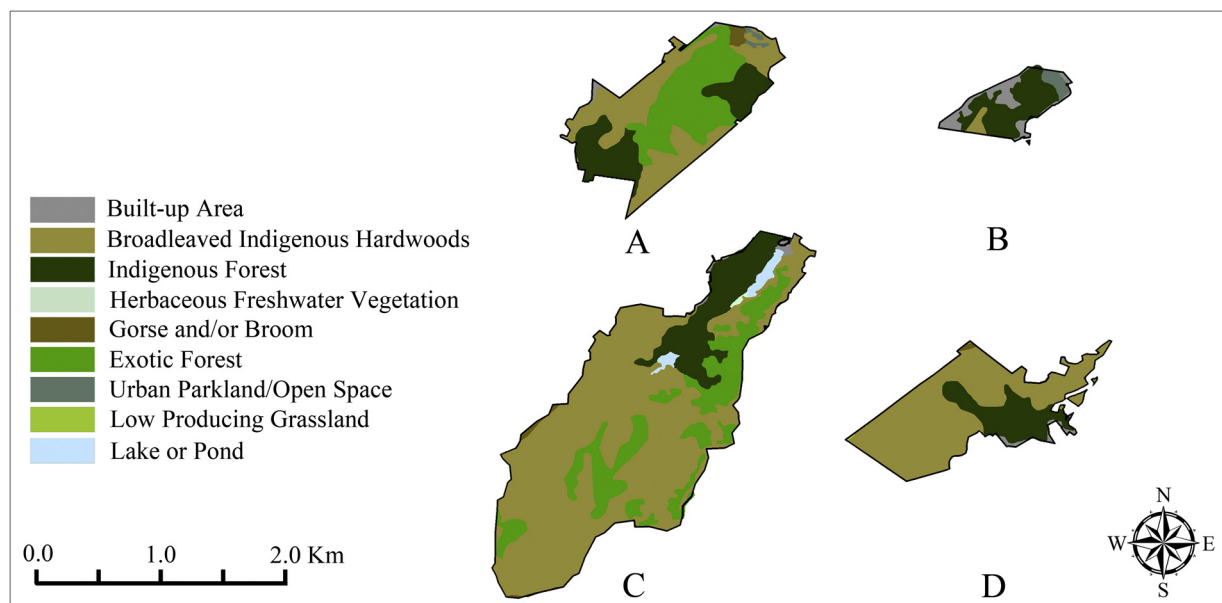 A
B
Built-up Area
Broadleaved Indigenous Hardwoods
Indigenous Forest
Herbaceous Freshwater Vegetation
Gorse and/or Broom
Exotic Forest
Urban Parkland/Open Space
Low Producing Grassland
Lake or Pond
0.0 1.0 2.0 Km
C
D
N
W E
S